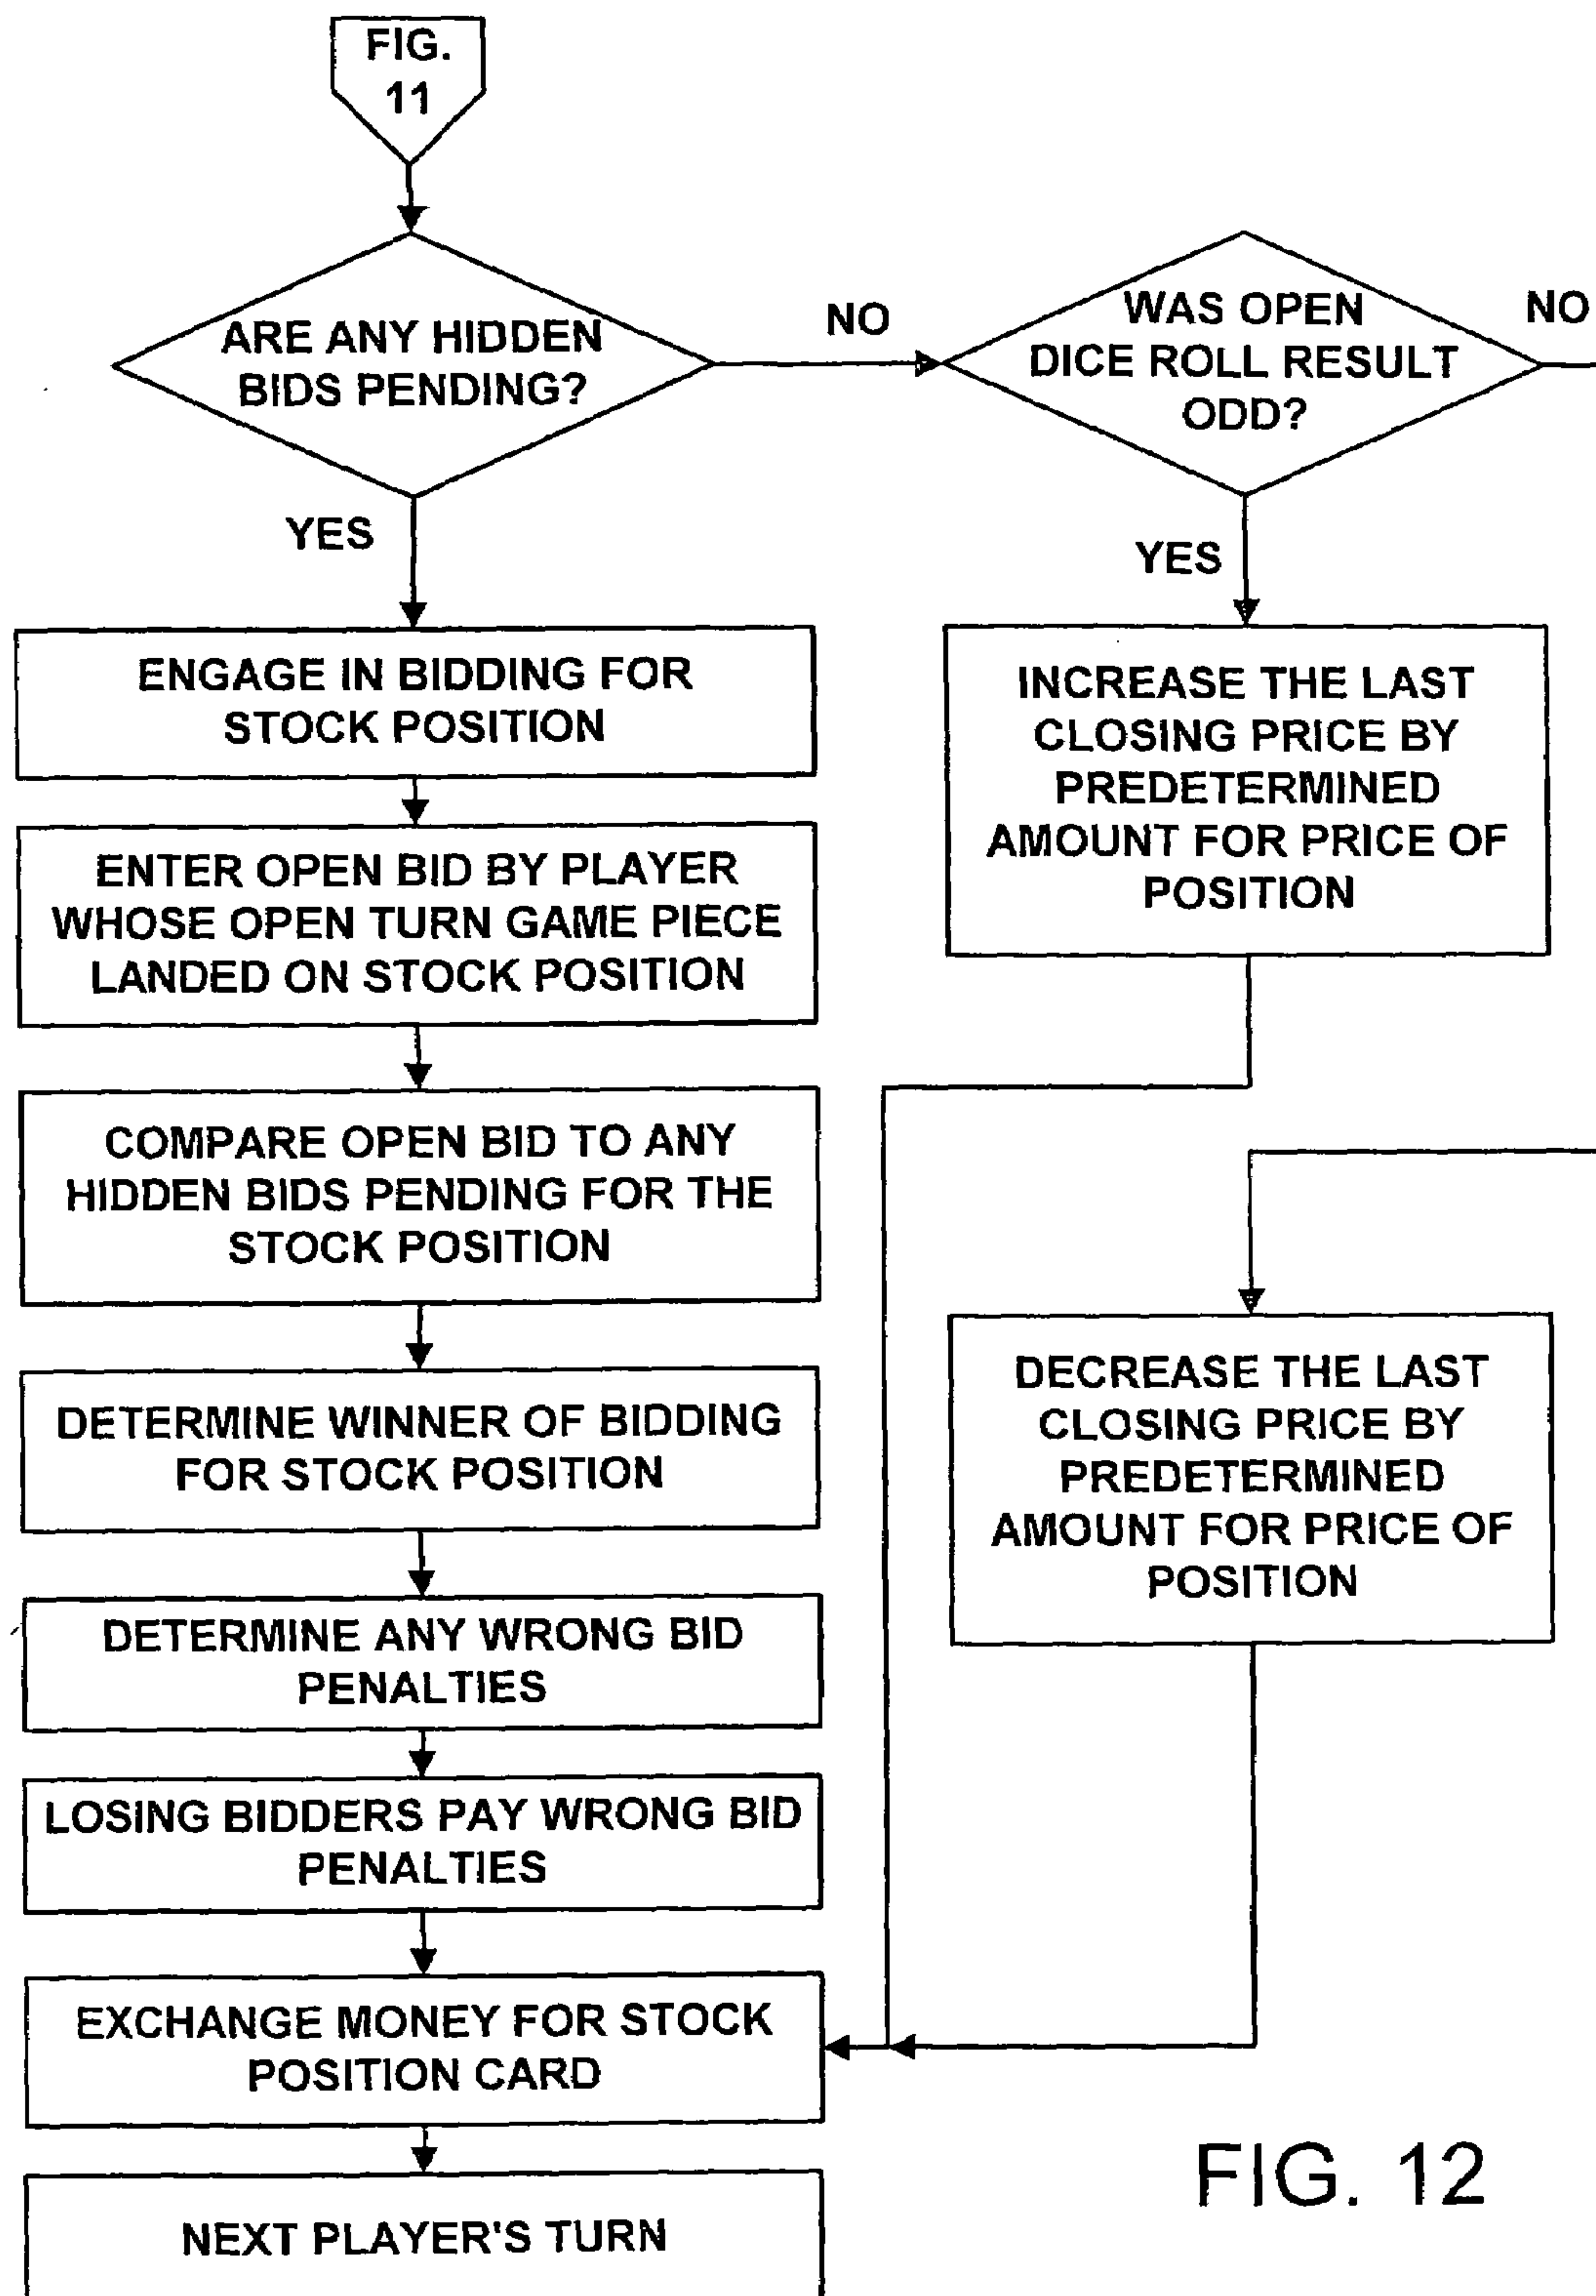 FIG.
11
ARE ANY HIDDEN
BIDS PENDING?
NO
WAS OPEN
DICE ROLL RESULT
ODD?
NO
YES
YES
ENGAGE IN BIDDING FOR
STOCK POSITION
INCREASE THE LAST
CLOSING PRICE BY
PREDETERMINED
AMOUNT FOR PRICE OF
POSITION
ENTER OPEN BID BY PLAYER
WHOSE OPEN TURN GAME PIECE
LANDED ON STOCK POSITION
COMPARE OPEN BID TO ANY
HIDDEN BIDS PENDING FOR THE
STOCK POSITION
DECREASE THE LAST
CLOSING PRICE BY
PREDETERMINED
AMOUNT FOR PRICE OF
POSITION
DETERMINE WINNER OF BIDDING
FOR STOCK POSITION
DETERMINE ANY WRONG BID
PENALTIES
LOSING BIDDERS PAY WRONG BID
PENALTIES
EXCHANGE MONEY FOR STOCK
POSITION CARD
NEXT PLAYER'S TURN
FIG. 12